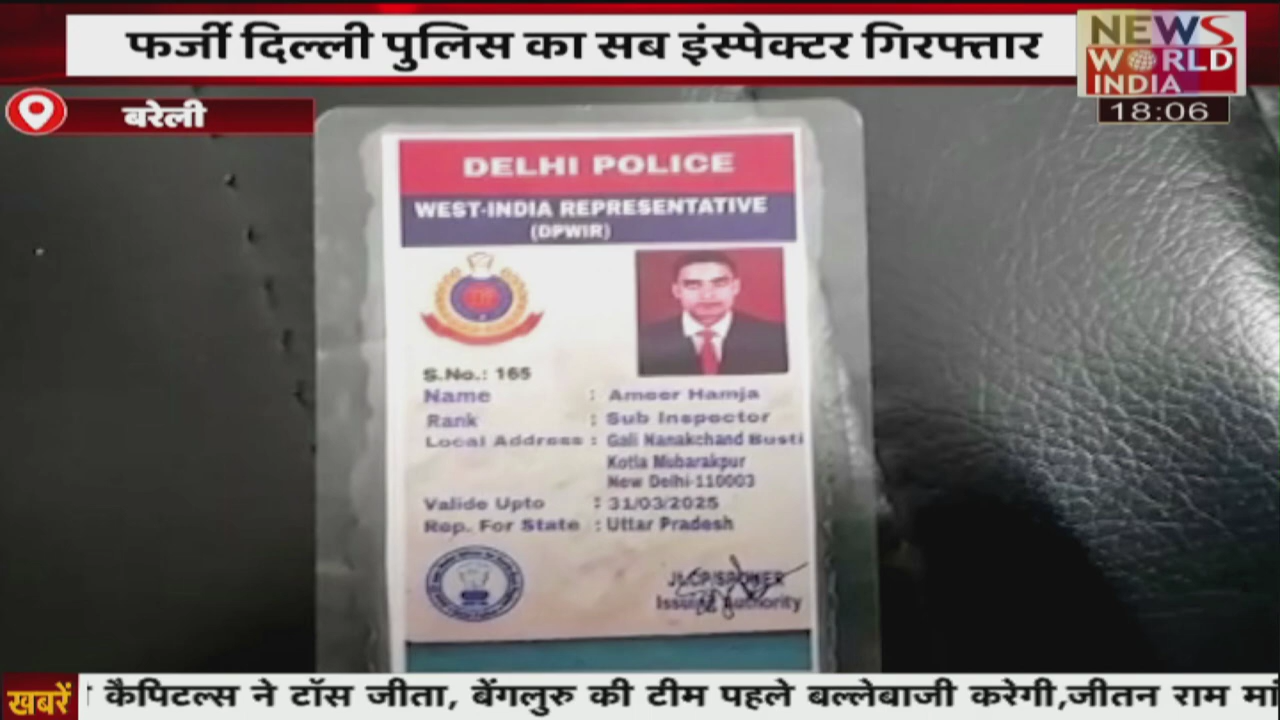 फर्जी दिल्ली पुलिस का सब इंस्पेक्टर गिरफ्तार
NEWS
WORLD
INDIA
18:06
बरेली
DELHI POLICE
WEST-INDIA REPRESENTATIVE
(DPWIR)
S.No.: 165
Name : Ameer Hamja
Rank : Sub Inspector
Local Address : Gali Nanakchand Busti
Kotla Mubarakpur
New Delhi-110003
Valide Upto : 31/03/2025
Rep. For State : Uttar Pradesh
Issuing Authority
खबरें कैपिटल्स ने टॉस जीता, बेंगलुरु की टीम पहले बल्लेबाजी करेगी,जीतन राम मां